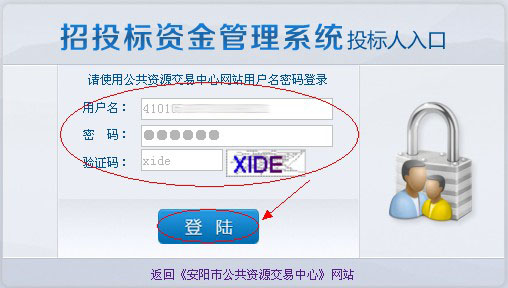 招投标资金管理系统 投标人入口
请使用公共资源交易中心网站用户名密码登录
用户名： 4101
密 码： ●●●●●●
验证码： xide XIDE
登 陆
返回《安阳市公共资源交易中心》网站